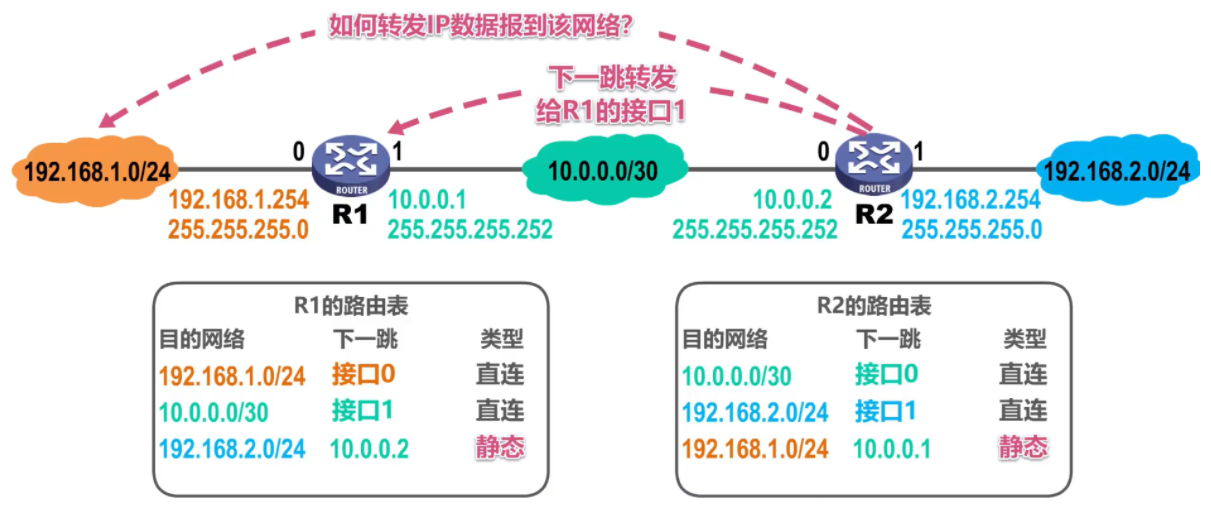 如何转发IP数据报到该网络？
下一跳转发
给R1的接口1
192.168.1.0/24
0
ROUTER
1
10.0.0.0/30
0
ROUTER
1
192.168.2.0/24
192.168.1.254
255.255.255.0
R1
10.0.0.1
255.255.255.252
10.0.0.2
255.255.255.252
R2
192.168.2.254
255.255.255.0
R1的路由表
目的网络 下一跳 类型
192.168.1.0/24 接口0 直连
10.0.0.0/30 接口1 直连
192.168.2.0/24 10.0.0.2 静态
R2的路由表
目的网络 下一跳 类型
10.0.0.0/30 接口0 直连
192.168.2.0/24 接口1 直连
192.168.1.0/24 10.0.0.1 静态